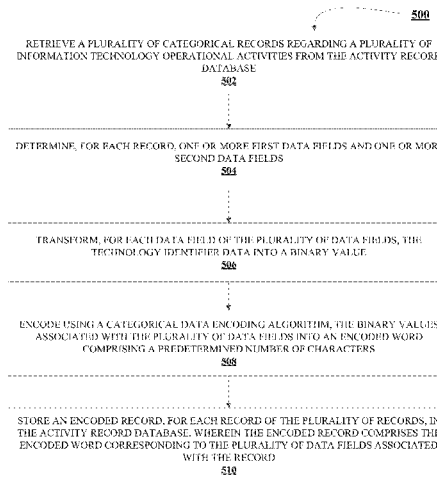 500
RETRIEVE A PLURALITY OF CATEGORICAL RECORDS REGARDING A PLURALITY OF
INFORMATION TECHNOLOGY OPERATIONAL ACTIVITIES FROM THE ACTIVITY RECORD
DATABASE
502
DETERMINE, FOR EACH RECORD, ONE OR MORE FIRST DATA FIELDS AND ONE OR MOR
SECOND DATA FIELDS
504
TRANSFORM, FOR EACH DATA FIELD OF THE PLURALITY OF DATA FIELDS, THE
TECHNOLOGY IDENTIFIER DATA INTO A BINARY VALUE
506
ENCODE USING A CATEGORICAL DATA ENCODING ALGORITHM, THE BINARY VALUES
ASSOCIATED WITH THE PLURALITY OF DATA FIELDS INTO AN ENCODED WORD
COMPRISING A PREDETERMINED NUMBER OF CHARACTERS
508
STORE AN ENCODED RECORD, FOR EACH RECORD OF THE PLURALITY OF RECORDS, IN
THE ACTIVITY RECORD DATABASE, WHEREIN THE ENCODED RECORD COMPRISES THE
ENCODED WORD CORRESPONDING TO THE PLURALITY OF DATA FIELDS ASSOCIATED
WITH THE RECORD
510